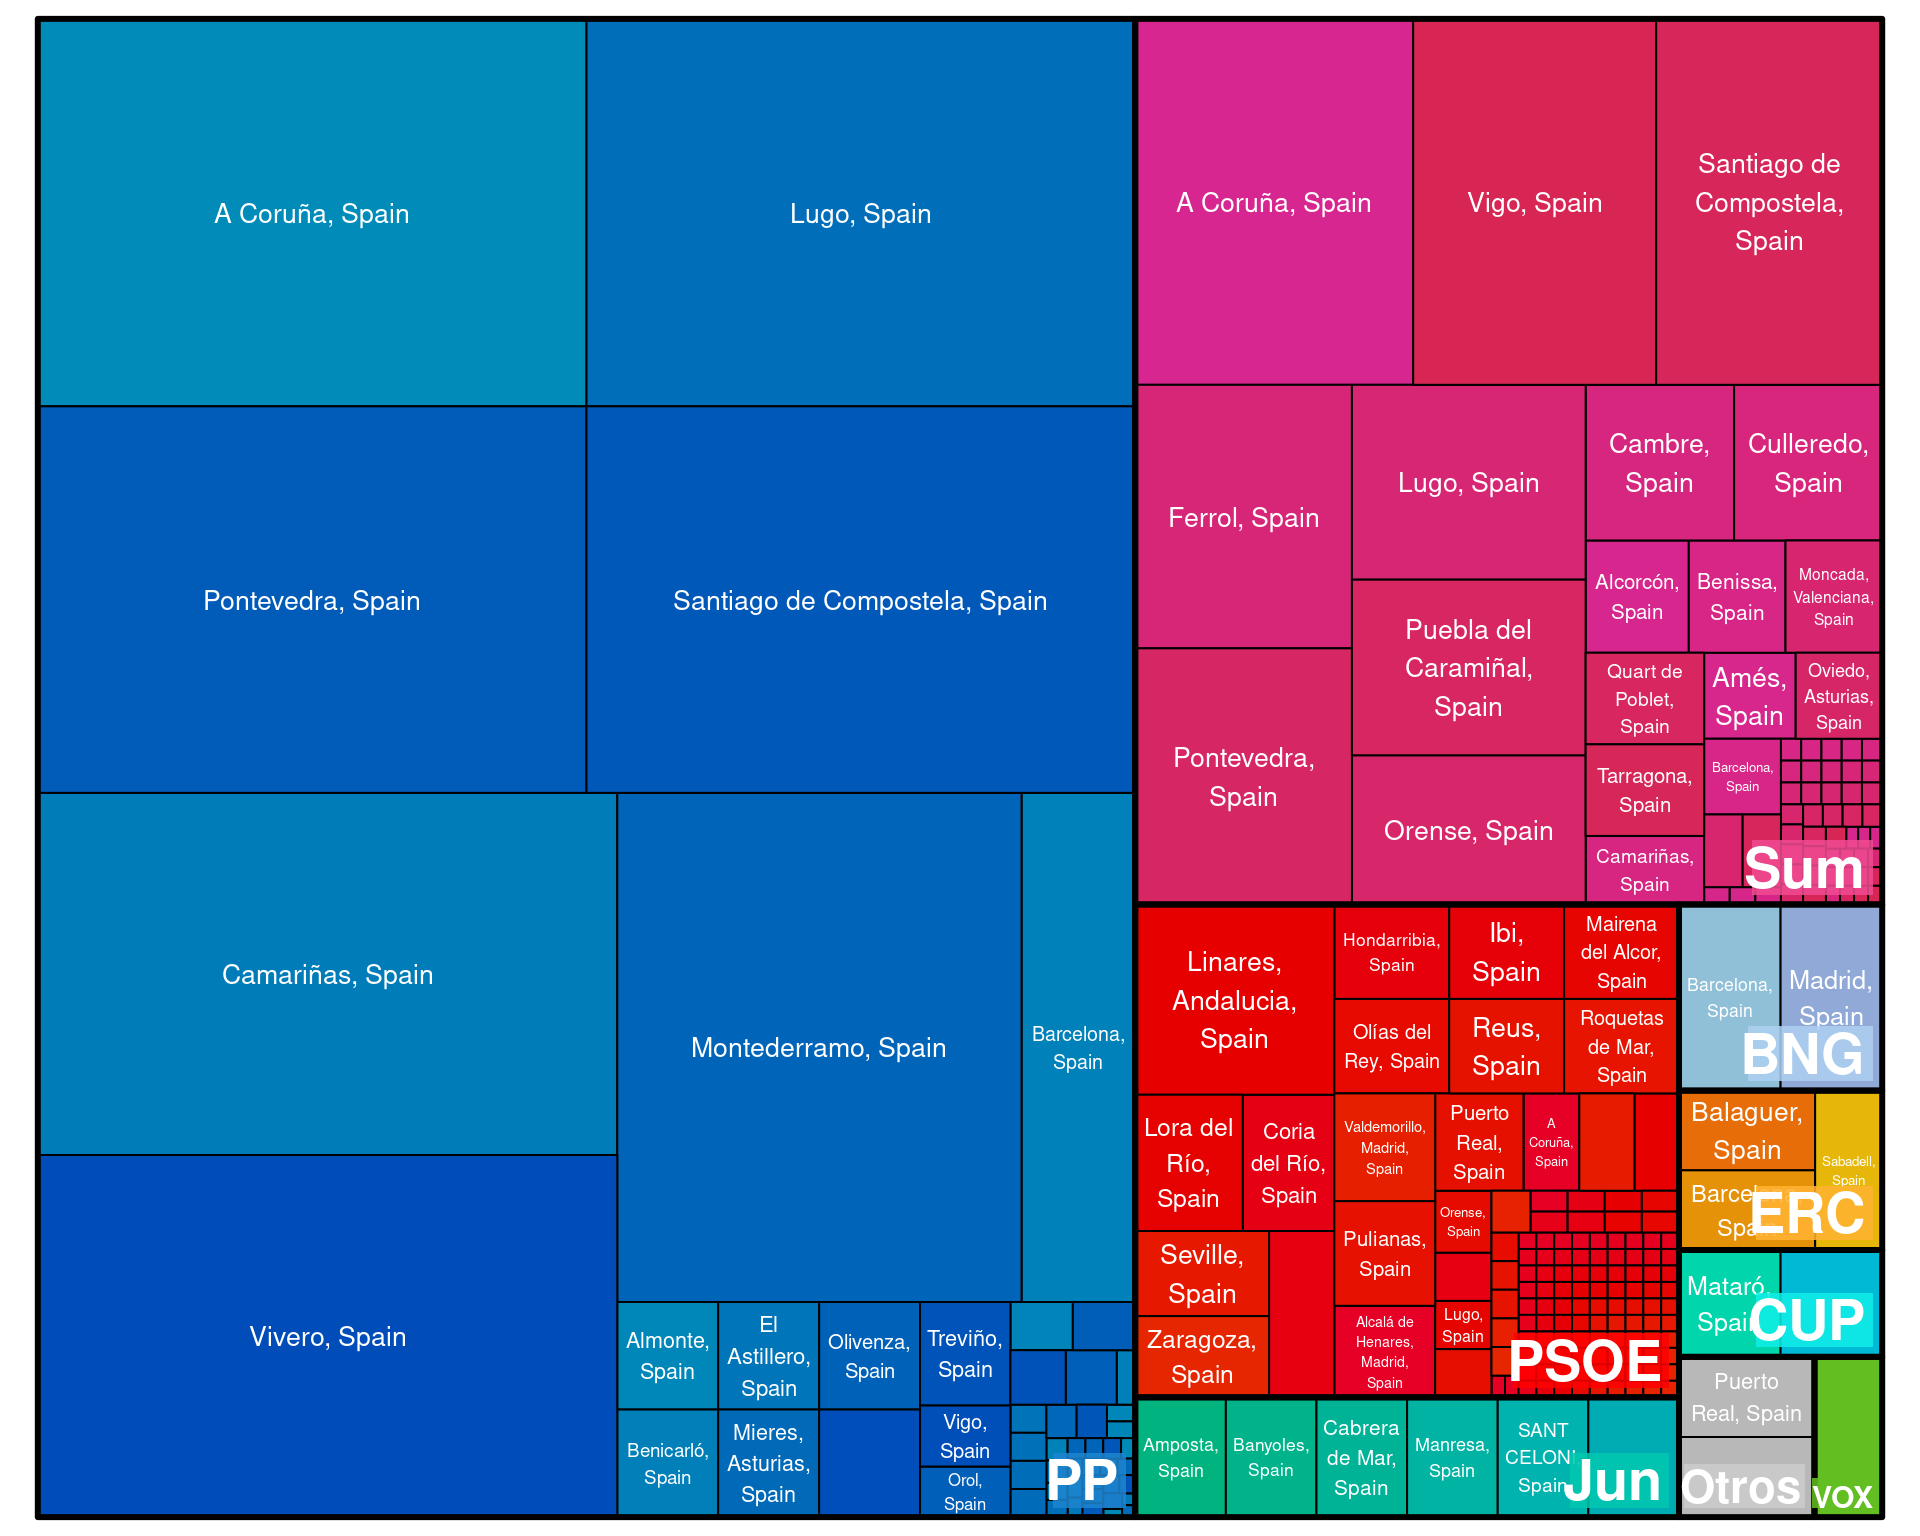 A Coruña, Spain
Lugo, Spain
Pontevedra, Spain
Santiago de Compostela, Spain
Camariñas, Spain
Vivero, Spain
Montederramo, Spain
Barcelona,
Spain
Almonte,
Spain
El
Astillero,
Spain
Olivenza,
Spain
Treviño,
Spain
Benicarló,
Spain
Mieres,
Asturias,
Spain
Vigo,
Spain
Orol,
Spain
PP
A Coruña, Spain
Vigo, Spain
Santiago de
Compostela,
Spain
Ferrol, Spain
Pontevedra,
Spain
Lugo, Spain
Puebla del
Caramiñal,
Spain
Orense, Spain
Cambre,
Spain
Culleredo,
Spain
Alcorcón,
Spain
Benissa,
Spain
Moncada,
Valenciana,
Spain
Quart de
Poblet,
Spain
Amés,
Spain
Oviedo,
Asturias,
Spain
Tarragona,
Spain
Barcelona,
Spain
Camariñas,
Spain
Sum
Linares,
Andalucia,
Spain
Hondarribia,
Spain
Ibi,
Spain
Mairena
del Alcor,
Spain
Olías del
Rey, Spain
Reus,
Spain
Roquetas
de Mar,
Spain
Lora del
Río,
Spain
Coria
del Río,
Spain
Valdemorillo,
Madrid,
Spain
Puerto
Real,
Spain
A
Coruña,
Spain
Seville,
Spain
Zaragoza,
Spain
Pulianas,
Spain
Orense,
Spain
Alcalá de
Henares,
Madrid,
Spain
Lugo,
Spain
PSOE
Barcelona,
Spain
Madrid,
Spain
BNG
Balaguer,
Spain
Barcelona,
Spain
Sabadell,
Spain
ERC
Mataró,
Spain
CUP
Amposta,
Spain
Banyoles,
Spain
Cabrera
de Mar,
Spain
Manresa,
Spain
SANT
CELONI,
Spain
Jun
Puerto
Real, Spain
Otros
VOX